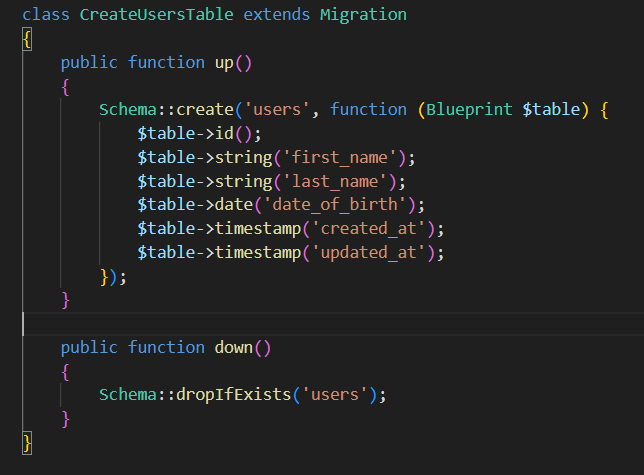 class CreateUsersTable extends Migration
{
    public function up()
    {
        Schema::create('users', function (Blueprint $table) {
            $table->id();
            $table->string('first_name');
            $table->string('last_name');
            $table->date('date_of_birth');
            $table->timestamp('created_at');
            $table->timestamp('updated_at');
        });
    }

    public function down()
    {
        Schema::dropIfExists('users');
    }
}